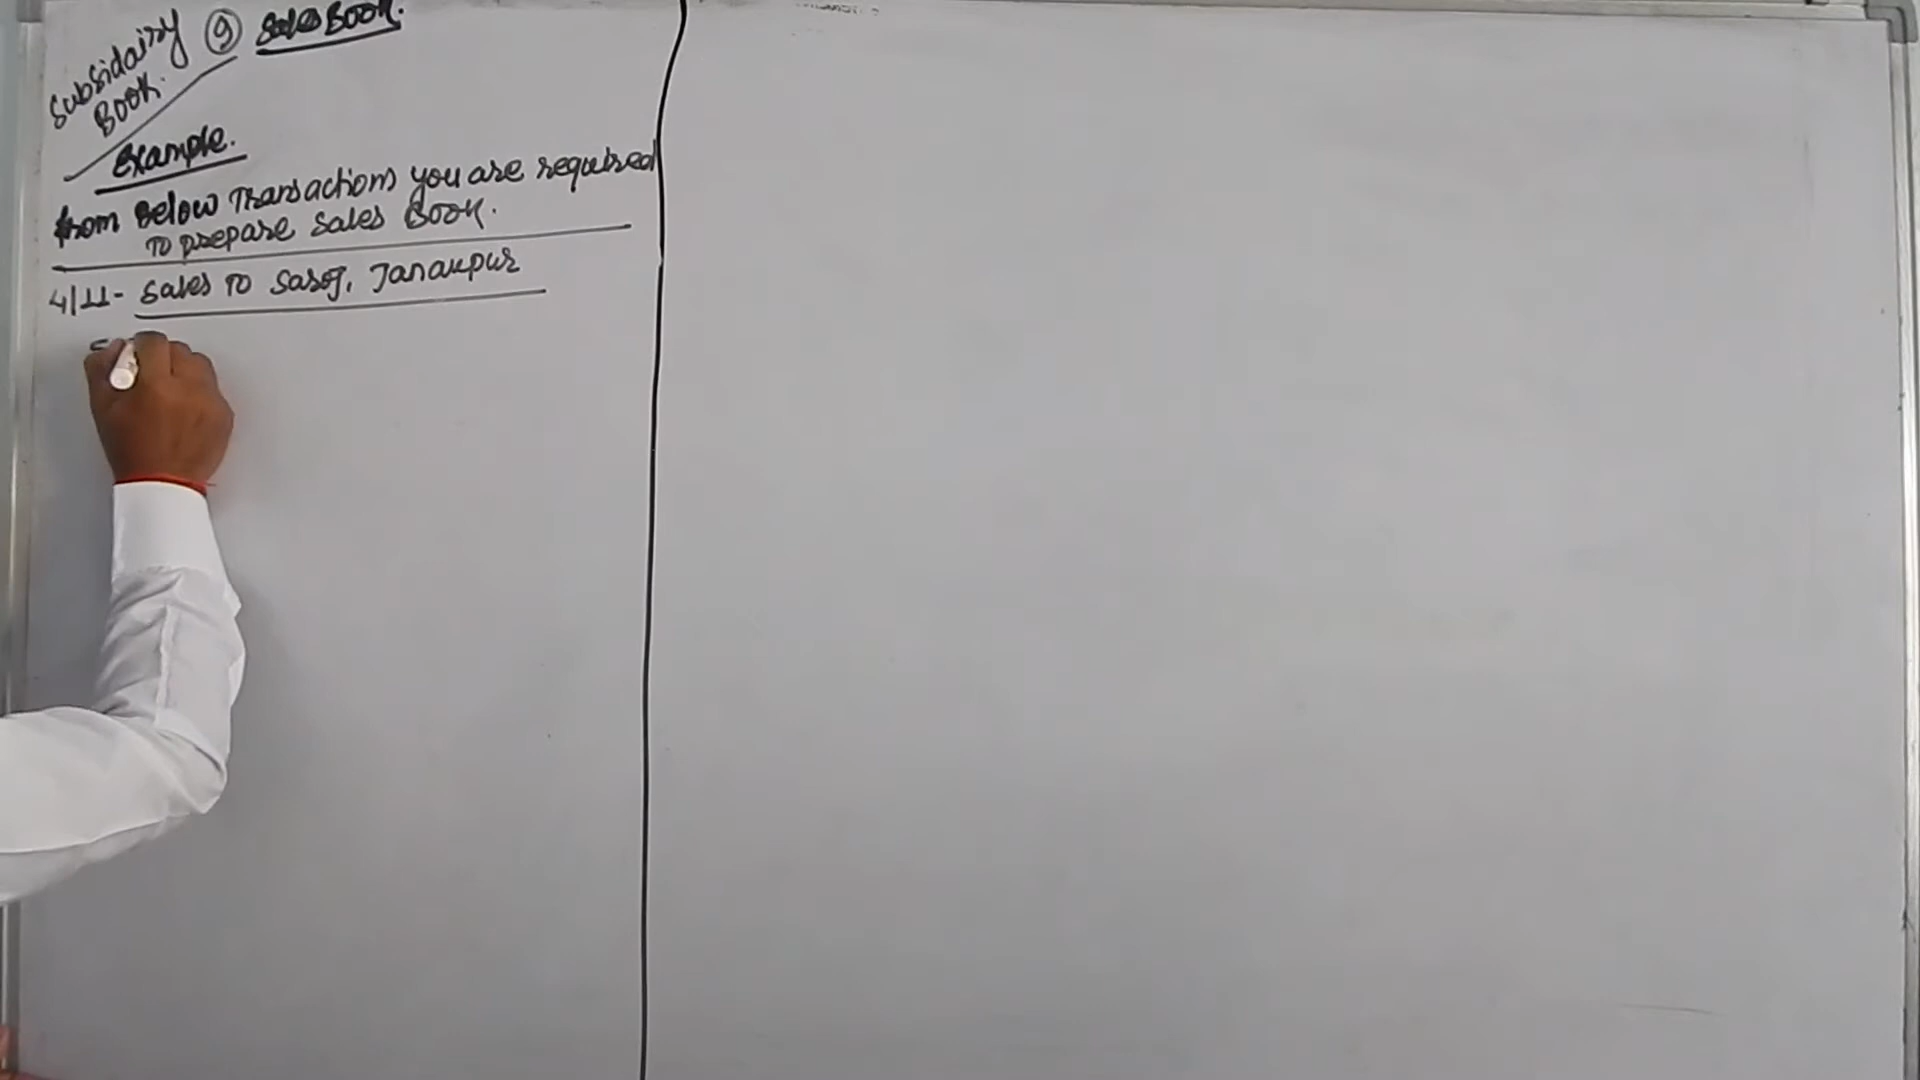 Subsidairy
Book.
9 Sales Book.
Example.
from Below Transactions you are required
To prepare Sales Book.
4/11- Sales To Saroj, Janakpur